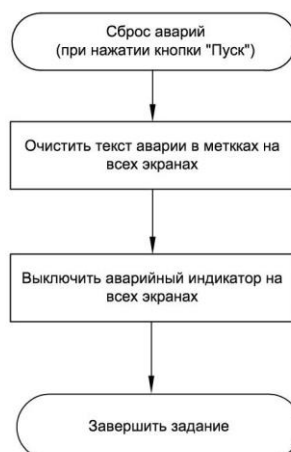 Сброс аварий
(при нажатии кнопки "Пуск")
Очистить текст аварии в меткках на
всех экранах
Выключить аварийный индикатор на
всех экранах
Завершить задание